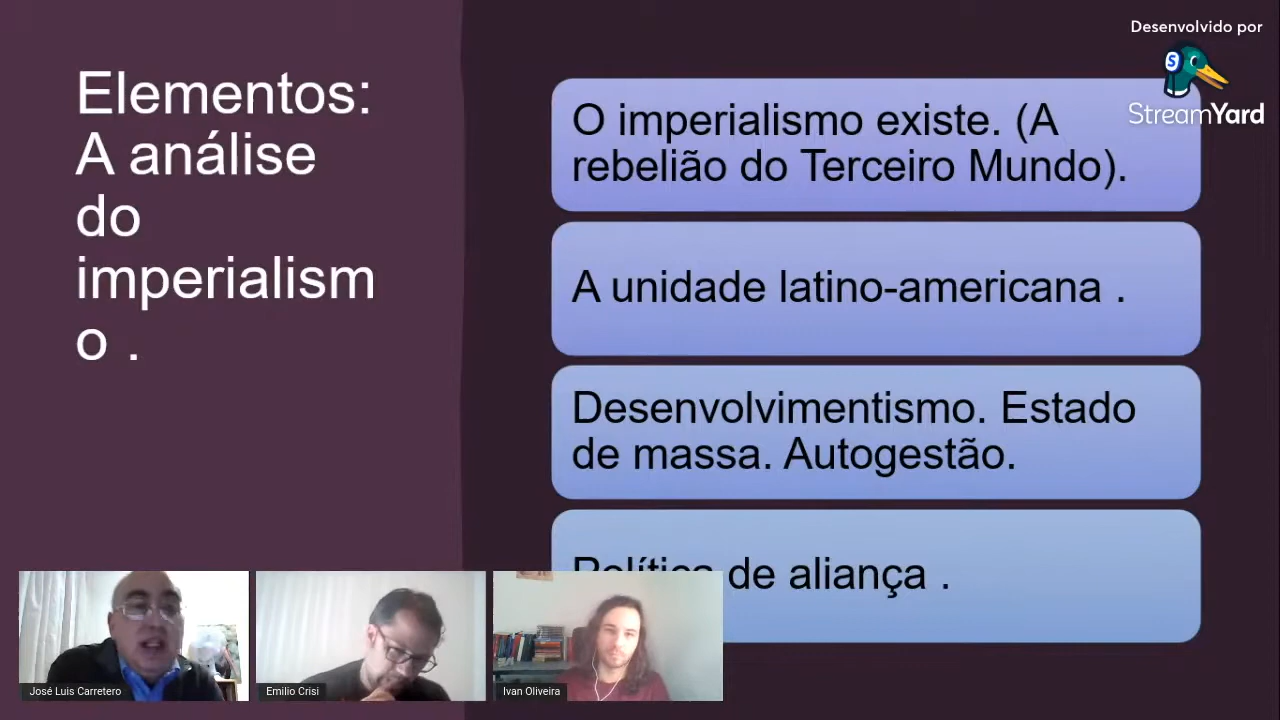 Elementos:
A análise
do
imperialism
o .
Desenvolvido por
StreamYard
O imperialismo existe. (A
rebelião do Terceiro Mundo).
A unidade latino-americana .
Desenvolvimentismo. Estado
de massa. Autogestão.
Política de aliança .
José Luis Carretero
Emilio Crisi
Ivan Oliveira